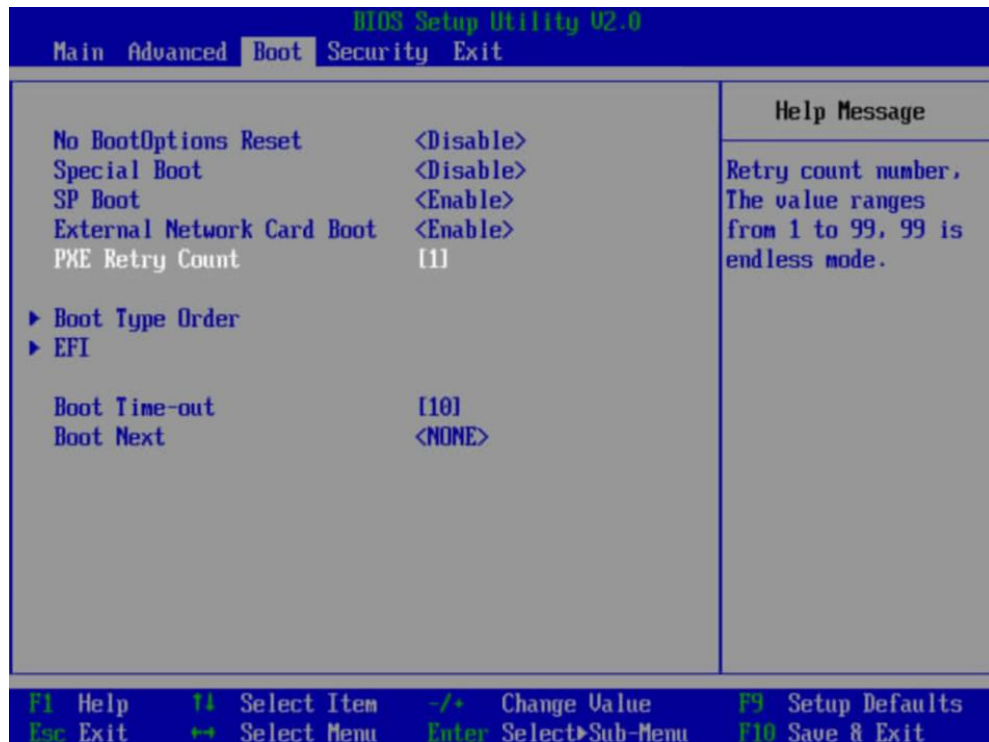 BIOS Setup Utility V2.0
Main Advanced Boot Security Exit
Help Message
No BootOptions Reset <Disable>
Special Boot <Disable>
SP Boot <Enable>
External Network Card Boot <Enable>
PXE Retry Count [1]
▶ Boot Type Order
▶ EFI
Boot Time-out [10]
Boot Next <NONE>
Retry count number,
The value ranges
from 1 to 99, 99 is
endless mode.
F1 Help ↑↓ Select Item -/+ Change Value F9 Setup Defaults
Esc Exit ↔ Select Menu Enter Select▶Sub-Menu F10 Save & Exit